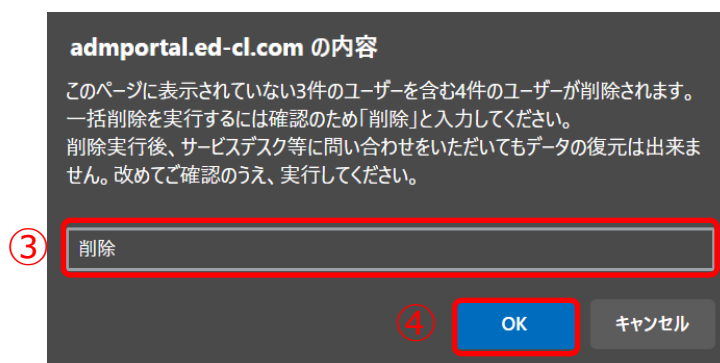 admportal.ed-cl.com の内容
このページに表示されていない3件のユーザーを含む4件のユーザーが削除されます。
一括削除を実行するには確認のため「削除」と入力してください。
削除実行後、サービスデスク等に問い合わせをいただいてもデータの復元は出来ま
せん。改めてご確認のうえ、実行してください。
③ 削除
④ OK キャンセル